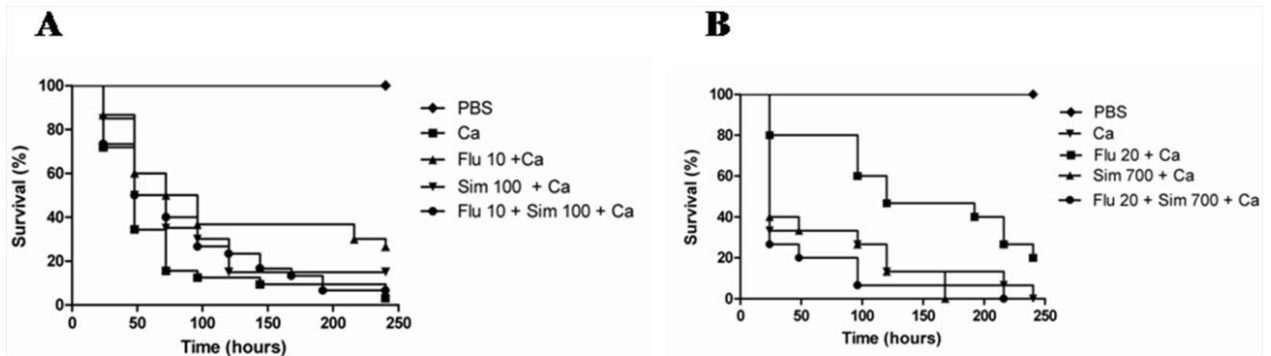 A
Survival (%)
100
80
60
40
20
0
0 50 100 150 200 250
Time (hours)
PBS
Ca
Flu 10 +Ca
Sim 100 + Ca
Flu 10 + Sim 100 + Ca
B
Survival (%)
100
80
60
40
20
0
0 50 100 150 200 250
Time (hours)
PBS
Ca
Flu 20 + Ca
Sim 700 + Ca
Flu 20 + Sim 700 + Ca